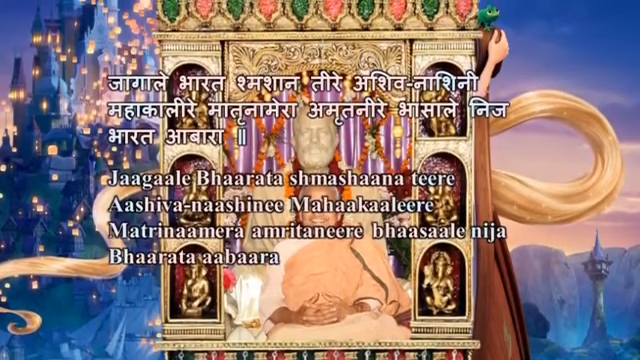 जागाले भारत श्मशान तीरे अशिव-नाशिनी
महाकालीरे मातृनामेरा अमृतनीरे भासाले निज
भारत आबारा ॥
Jaagaale Bhaarata shmashaana teere
Aashiva-naashinee Mahaakaaleere
Matrinaamera amritaneere bhaasaale nija
Bhaarata aabaara